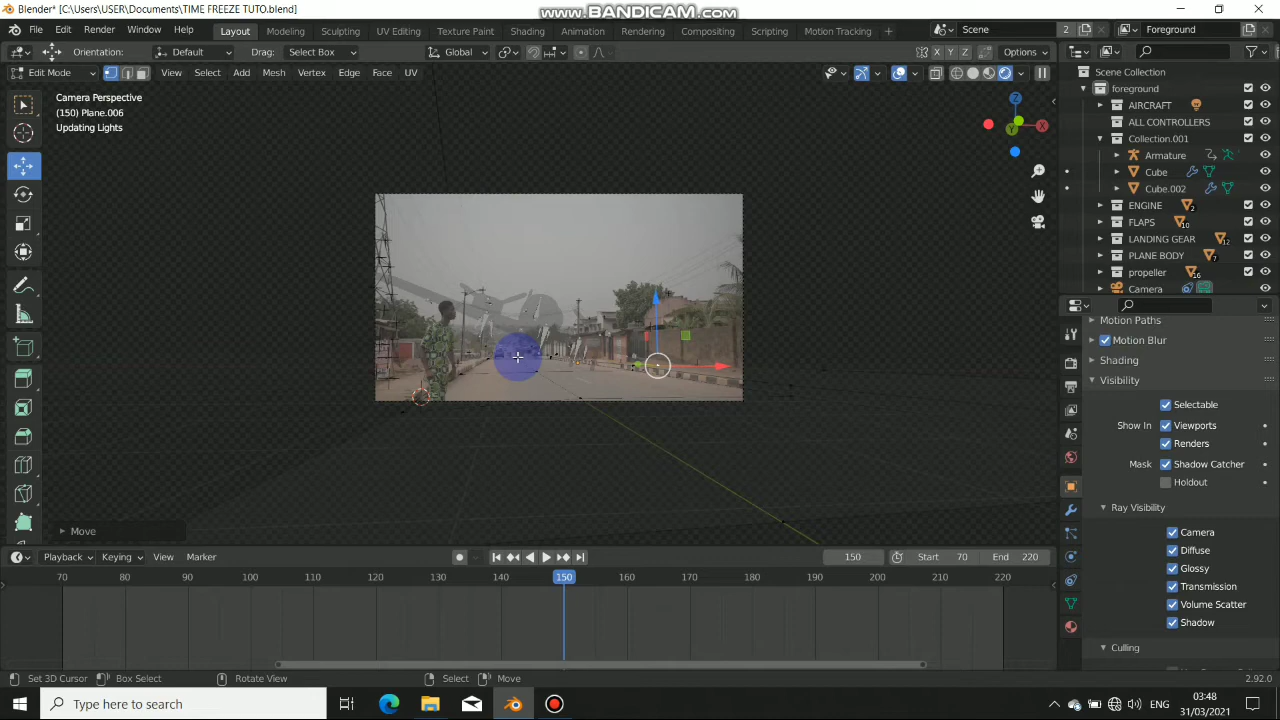 Blender* [C:\Users\USER\Documents\TIME FREEZE TUTO.blend]
www.BANDICAM.com
File Edit Render Window Help
Layout Modeling Sculpting UV Editing Texture Paint Shading Animation Rendering Compositing Scripting Motion Tracking +
Scene 2
Foreground
Orientation: Default Drag: Select Box Global X Y Z Options
Edit Mode View Select Add Mesh Vertex Edge Face UV
Camera Perspective
(150) Plane.006
Updating Lights
Z
Y
X
Move
Scene Collection
foreground
AIRCRAFT
ALL CONTROLLERS
Collection.001
Armature
Cube
Cube.002
ENGINE 2
FLAPS 10
LANDING GEAR 12
PLANE BODY 7
propeller 16
Camera
Motion Paths
Motion Blur
Shading
Visibility
Selectable
Show In Viewports
Renders
Mask Shadow Catcher
Holdout
Ray Visibility
Camera
Diffuse
Glossy
Transmission
Volume Scatter
Shadow
Culling
Playback Keying View Marker 150 Start 70 End 220
70 80 90 100 110 120 130 140 150 160 170 180 190 200 210 220
Set 3D Cursor Box Select Rotate View Select Move 2.92.0
Type here to search
03:48
31/03/2021